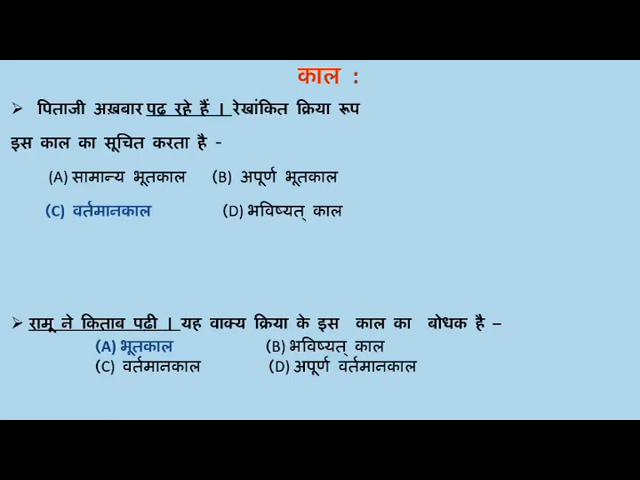 काल :
➢ पिताजी अख़बार पढ़ रहे हैं । रेखांकित क्रिया रूप
इस काल का सूचित करता है -
(A) सामान्य भूतकाल (B) अपूर्ण भूतकाल
(C) वर्तमानकाल (D) भविष्यत् काल
➢ रामू ने किताब पढी । यह वाक्य क्रिया के इस काल का बोधक है –
(A) भूतकाल (B) भविष्यत् काल
(C) वर्तमानकाल (D) अपूर्ण वर्तमानकाल